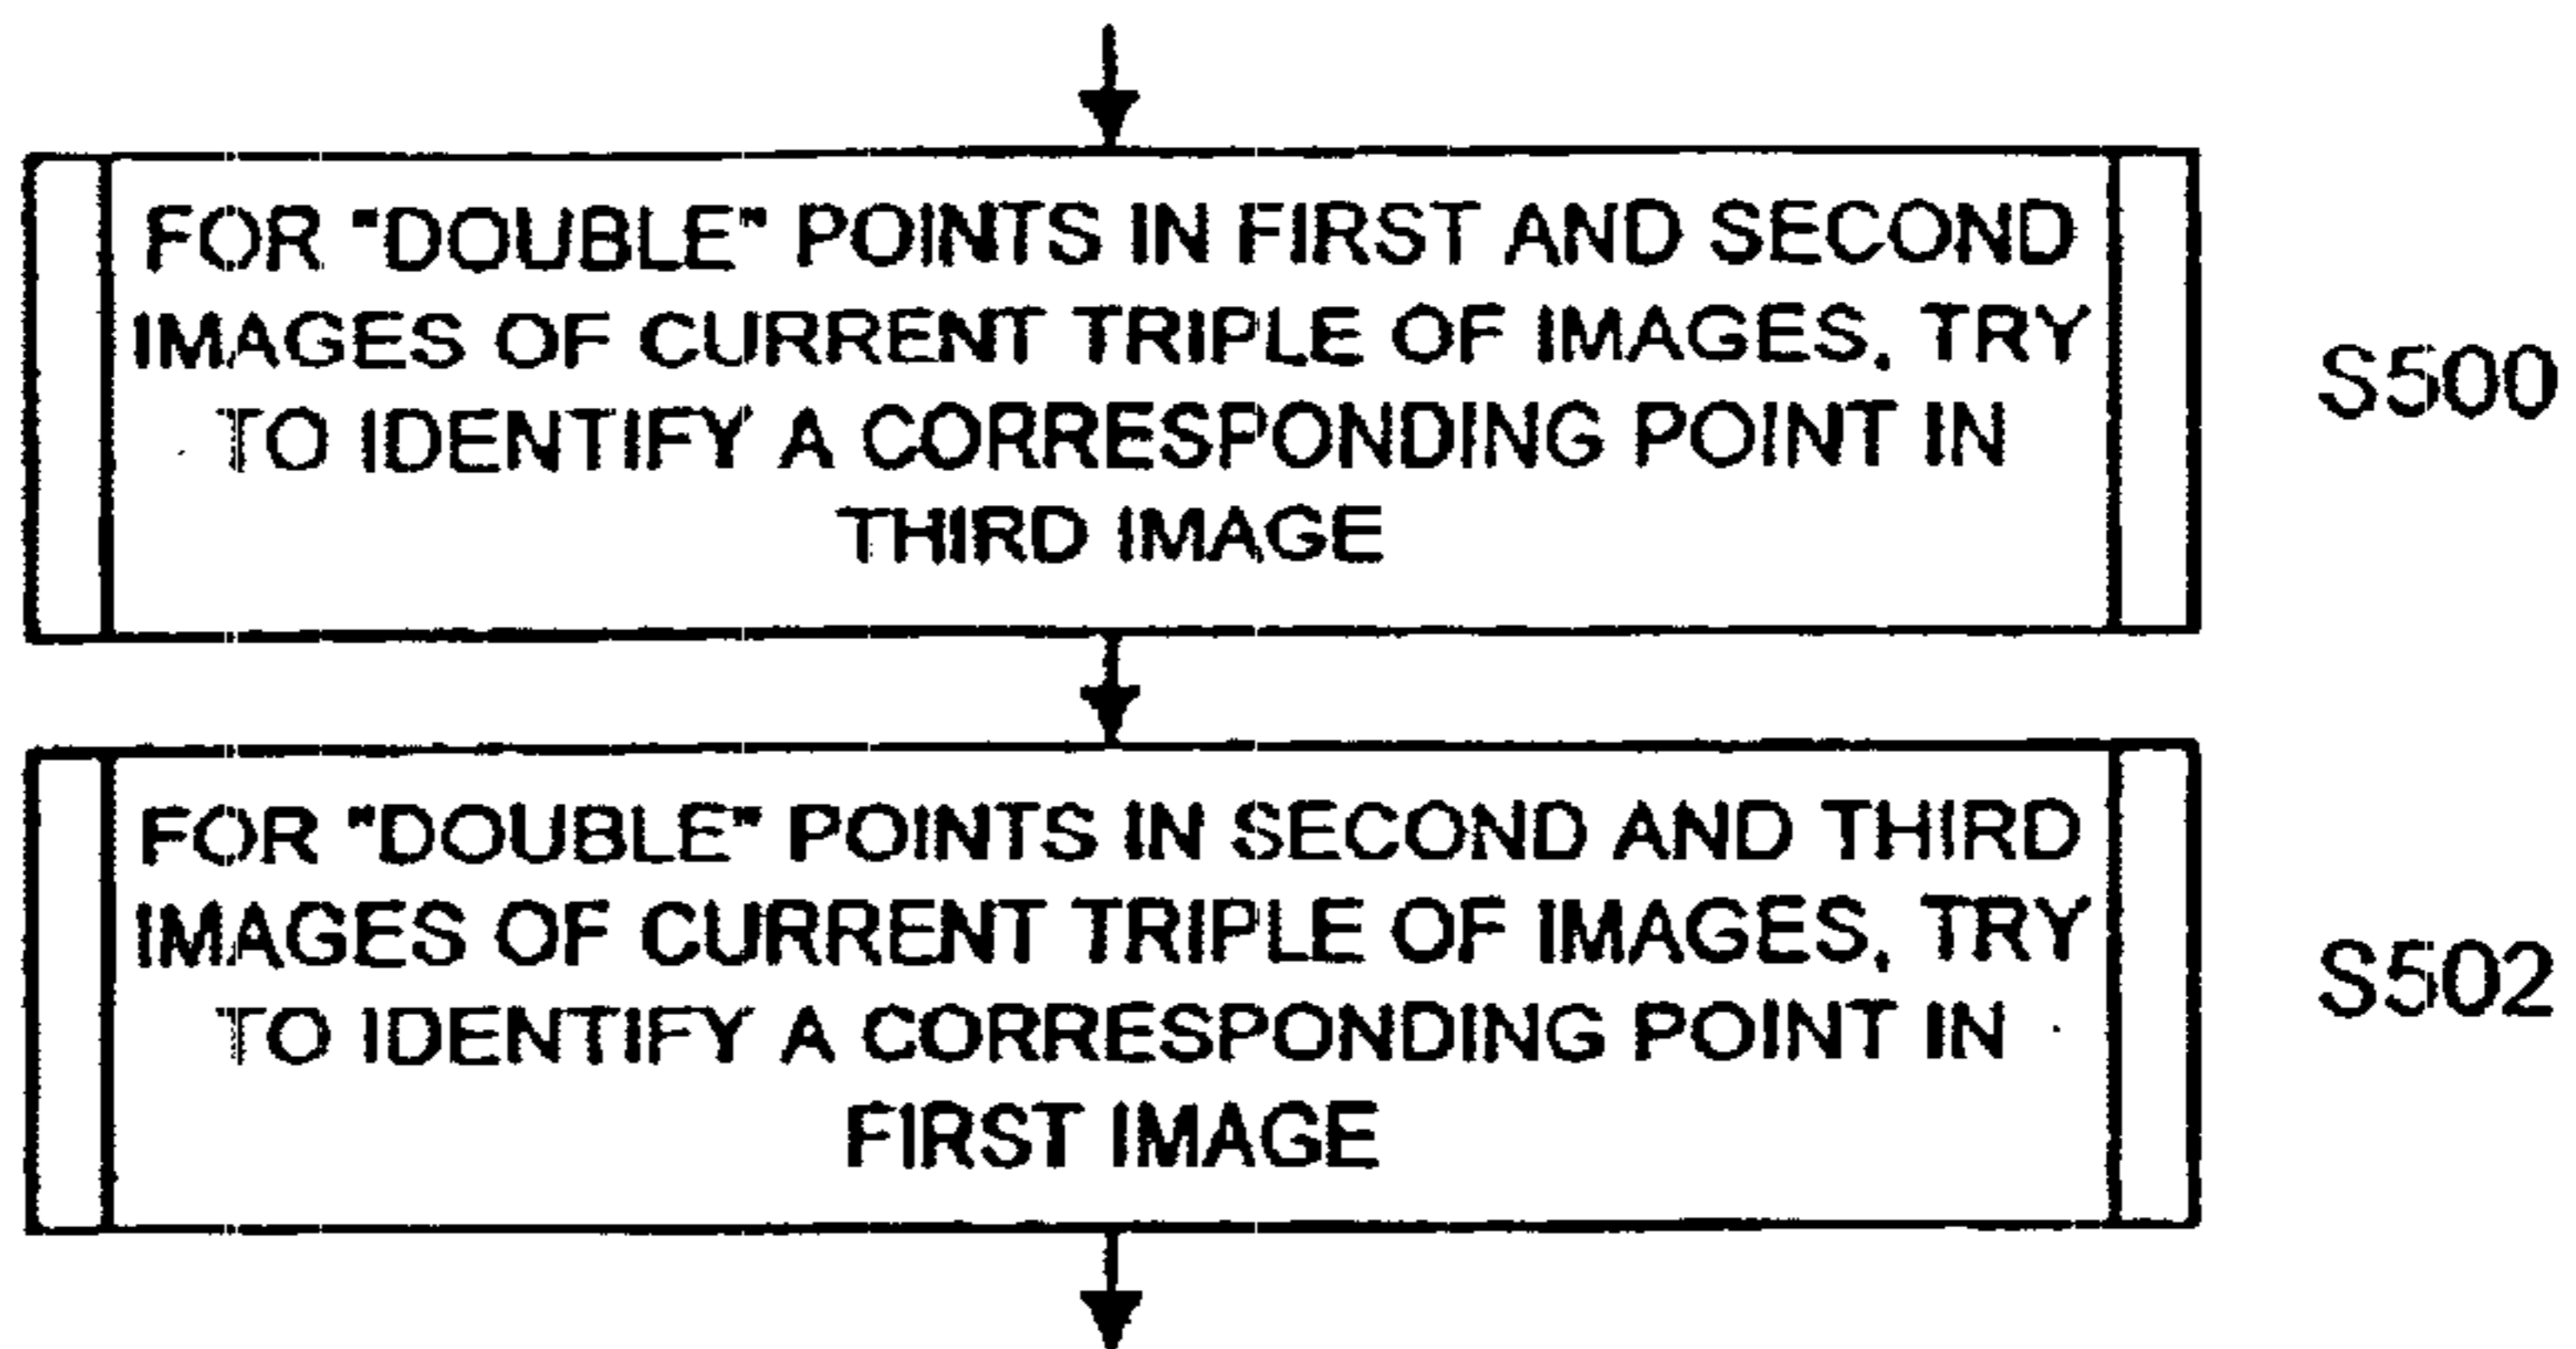 FOR "DOUBLE" POINTS IN FIRST AND SECOND
IMAGES OF CURRENT TRIPLE OF IMAGES, TRY
TO IDENTIFY A CORRESPONDING POINT IN
THIRD IMAGE
S500
FOR "DOUBLE" POINTS IN SECOND AND THIRD
IMAGES OF CURRENT TRIPLE OF IMAGES, TRY
TO IDENTIFY A CORRESPONDING POINT IN
FIRST IMAGE
S502